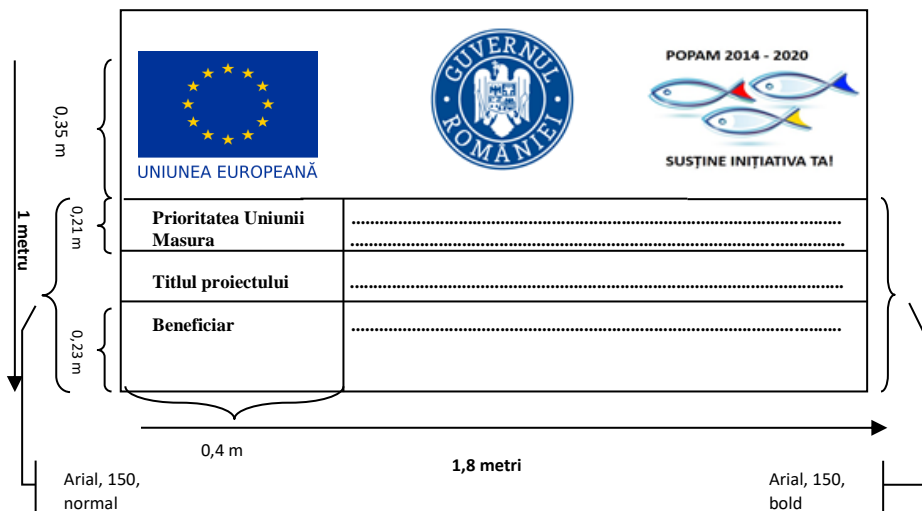 POPAM 2014 - 2020
GUVERNUL ROMÂNIEI
UNIUNEA EUROPEANĂ
SUSȚINE INIȚIATIVA TA!
0,35 m
1 metru
0,21 m
Prioritatea Uniunii ..........................................................................................
Masura ..........................................................................................
Titlul proiectului ..........................................................................................
Beneficiar ..........................................................................................
0,23 m
0,4 m
1,8 metri
Arial, 150,
normal
Arial, 150,
bold